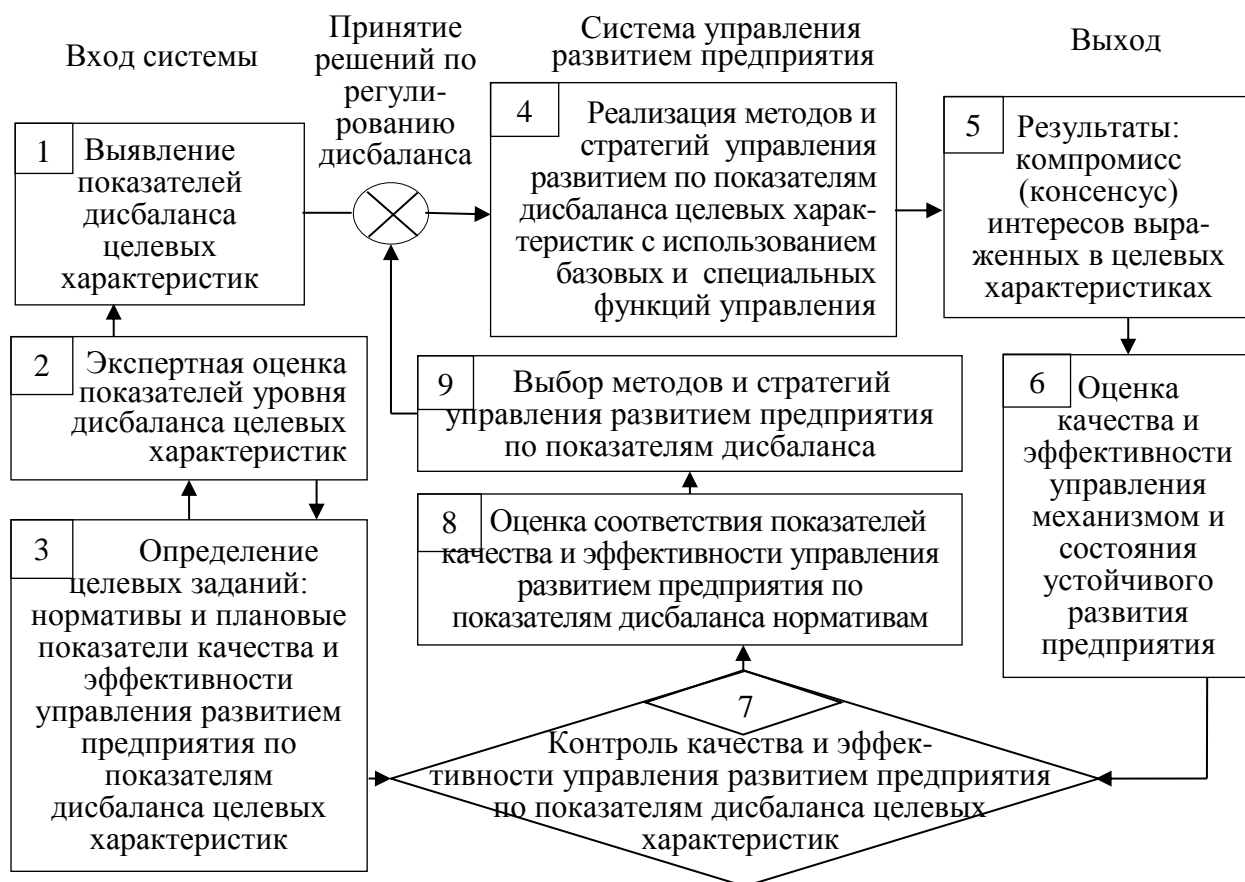 Вход системы
Принятие
решений по
регули-
рованию
дисбаланса
Система управления
развитием предприятия
Выход
1
Выявление
показателей
дисбаланса
целевых
характеристик
4
Реализация методов и
стратегий управления
развитием по показателям
дисбаланса целевых харак-
теристик с использованием
базовых и специальных
функций управления
5
Результаты:
компромисс
(консенсус)
интересов выра-
женных в целевых
характеристиках
2
Экспертная оценка
показателей уровня
дисбаланса целевых
характеристик
9
Выбор методов и стратегий
управления развитием предприятия
по показателям дисбаланса
6
Оценка
качества и
эффективности
управления
механизмом и
состояния
устойчивого
развития
предприятия
3
Определение
целевых заданий:
нормативы и плановые
показатели качества и
эффективности
управления развитием
предприятия по
показателям
дисбаланса целевых
характеристик
8
Оценка соответствия показателей
качества и эффективности управления
развитием предприятия по
показателям дисбаланса нормативам
7
Контроль качества и эффек-
тивности управления развитием предприятия
по показателям дисбаланса целевых
характеристик